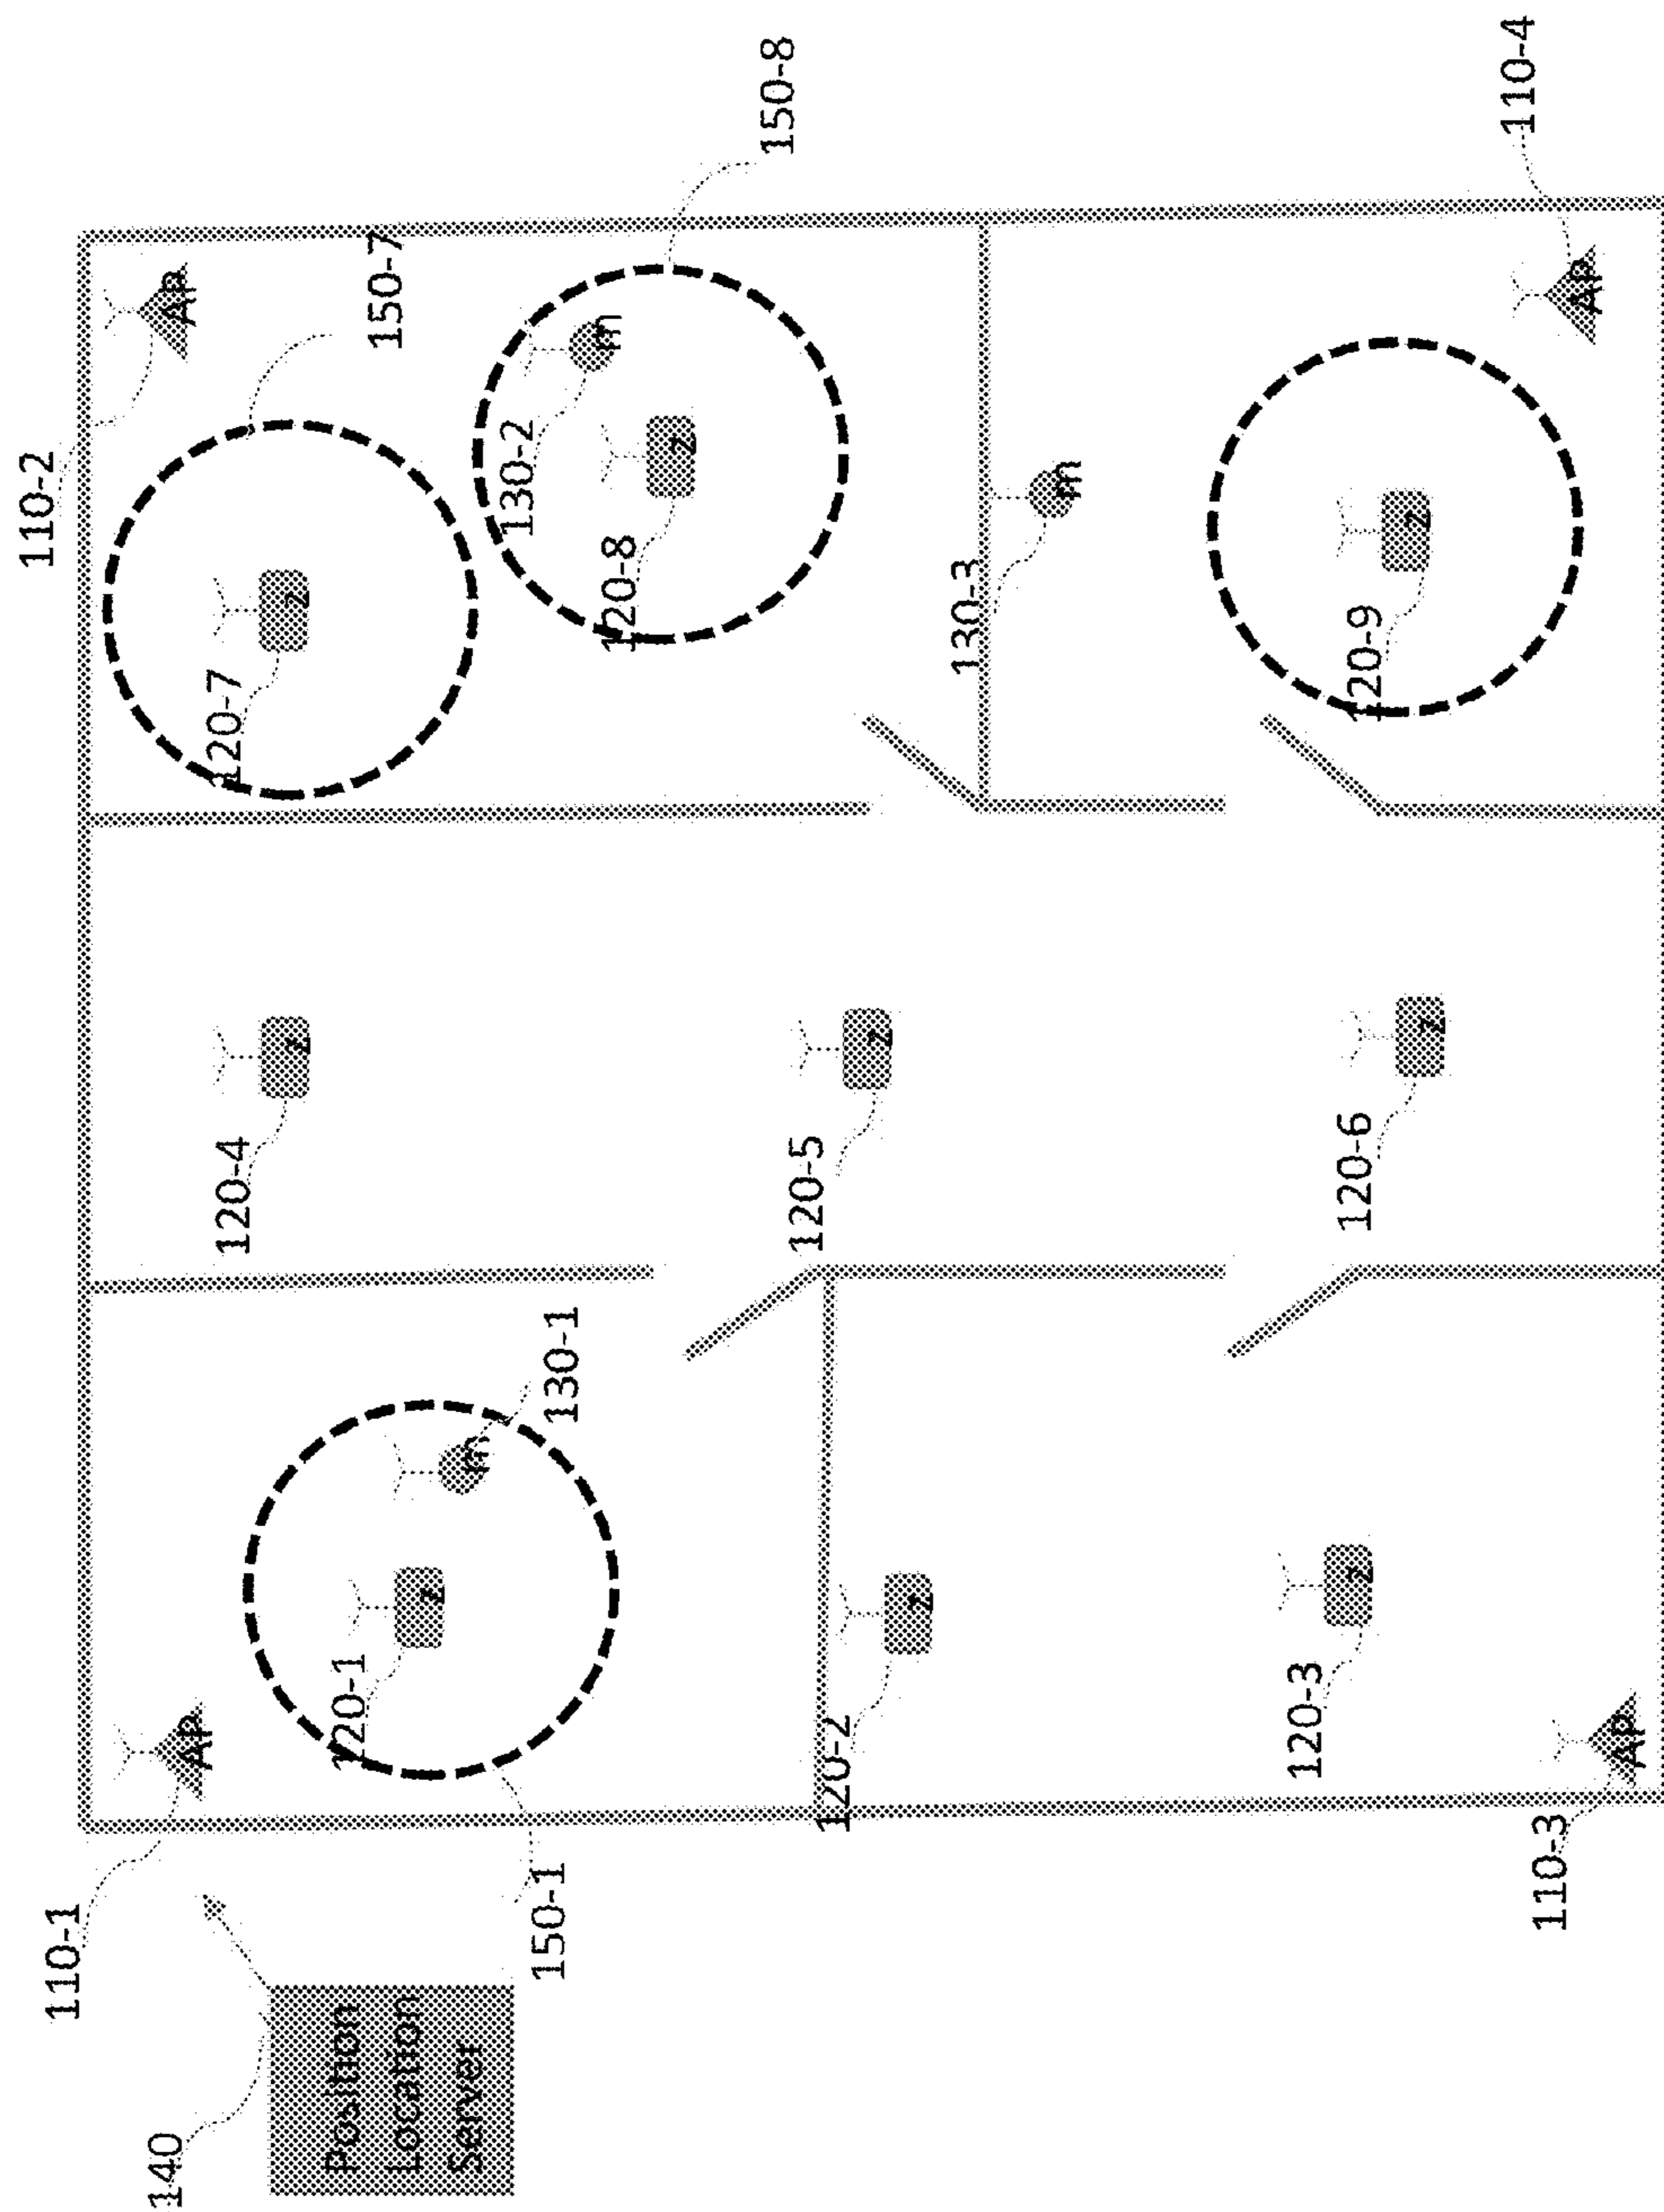 140
Position
Location
Server
110-1
AP
150-1
120-1
z
m
130-1
120-2
z
120-3
z
110-3
AP
120-4
z
120-5
z
120-6
z
110-2
AP
120-7
z
150-7
130-2
m
120-8
z
150-8
130-3
m
120-9
z
110-4
AP